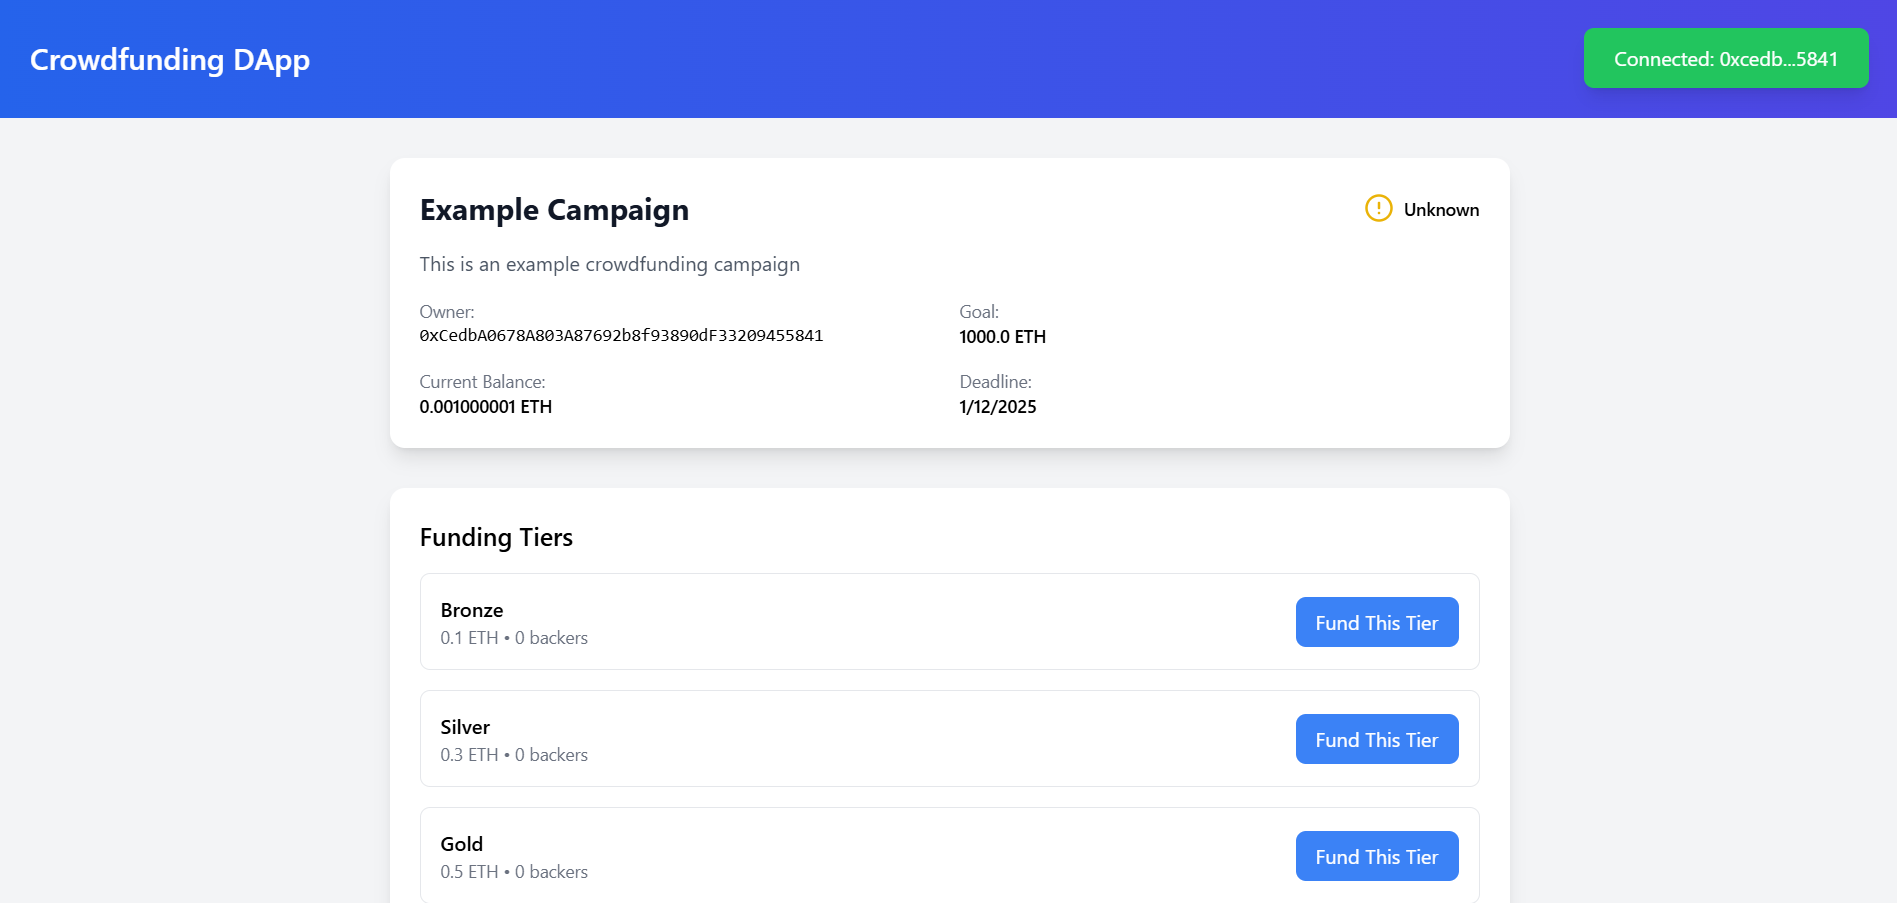 Crowdfunding DApp
Connected: 0xcedb...5841
Example Campaign
Unknown
This is an example crowdfunding campaign
Owner:
0xCedbA0678A803A87692b8f93890dF33209455841
Goal:
1000.0 ETH
Current Balance:
0.001000001 ETH
Deadline:
1/12/2025
Funding Tiers
Bronze
0.1 ETH • 0 backers
Fund This Tier
Silver
0.3 ETH • 0 backers
Fund This Tier
Gold
0.5 ETH • 0 backers
Fund This Tier